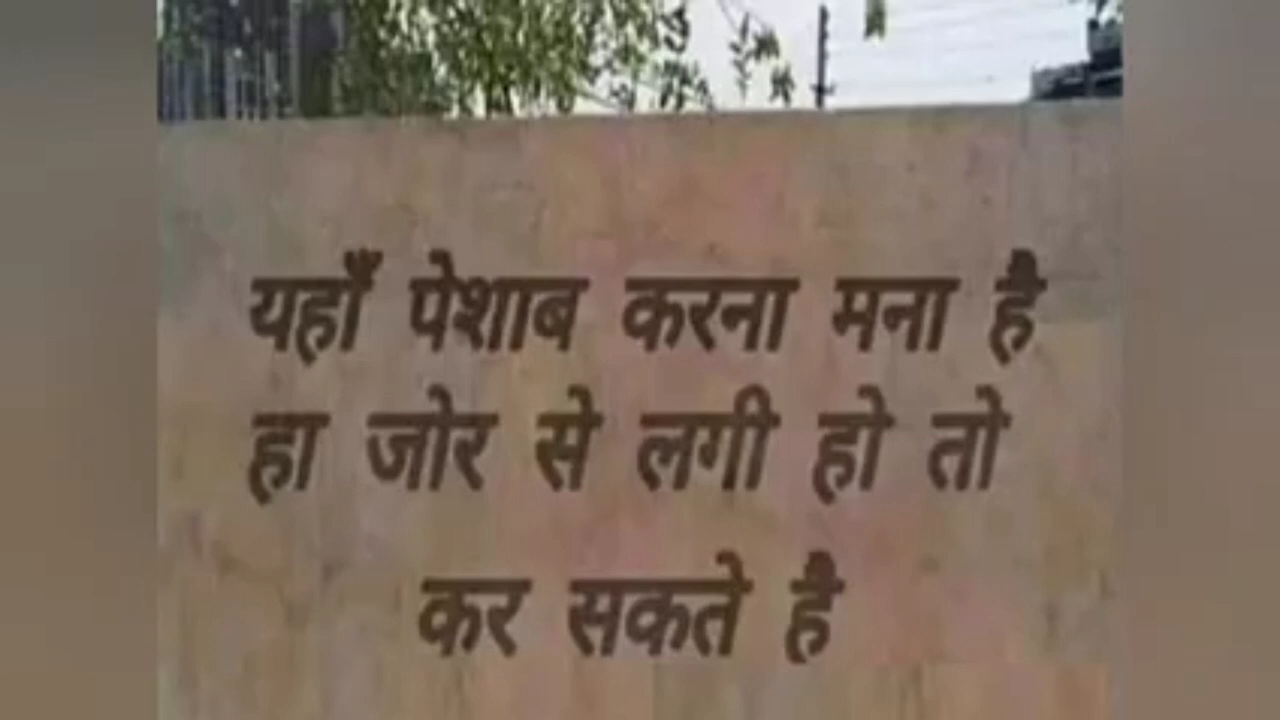 यहाँ पेशाब करना मना है
हा जोर से लगी हो तो
कर सकते है